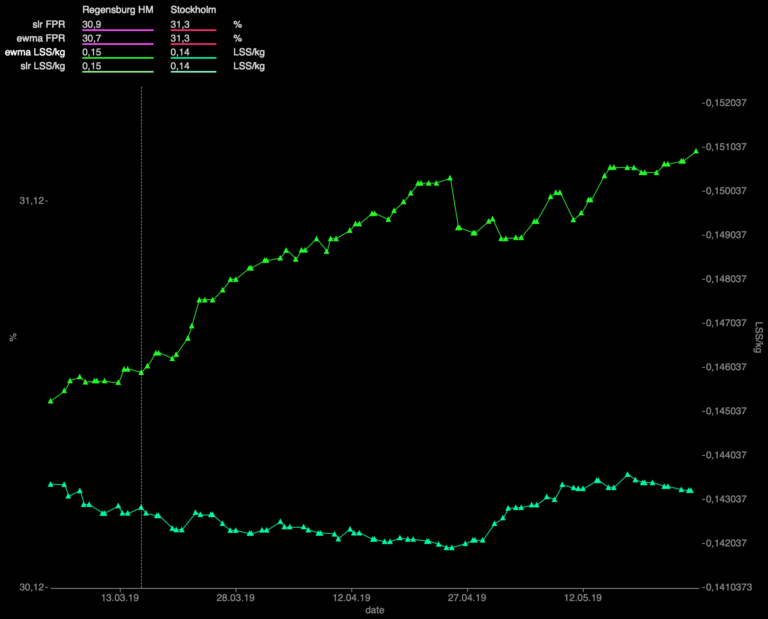 Regensburg HM Stockholm
slr FPR 30,9 31,3 %
ewma FPR 30,7 31,3 %
ewma LSS/kg 0,15 0,14 LSS/kg
slr LSS/kg 0,15 0,14 LSS/kg
-0,152037
-0,151037
-0,150037
31,12-
-0,149037
-0,148037
-0,147037
%
LSS/kg
-0,146037
-0,145037
-0,144037
-0,143037
-0,142037
30,12-
-0,1410373
13.03.19 28.03.19 12.04.19 27.04.19 12.05.19
date